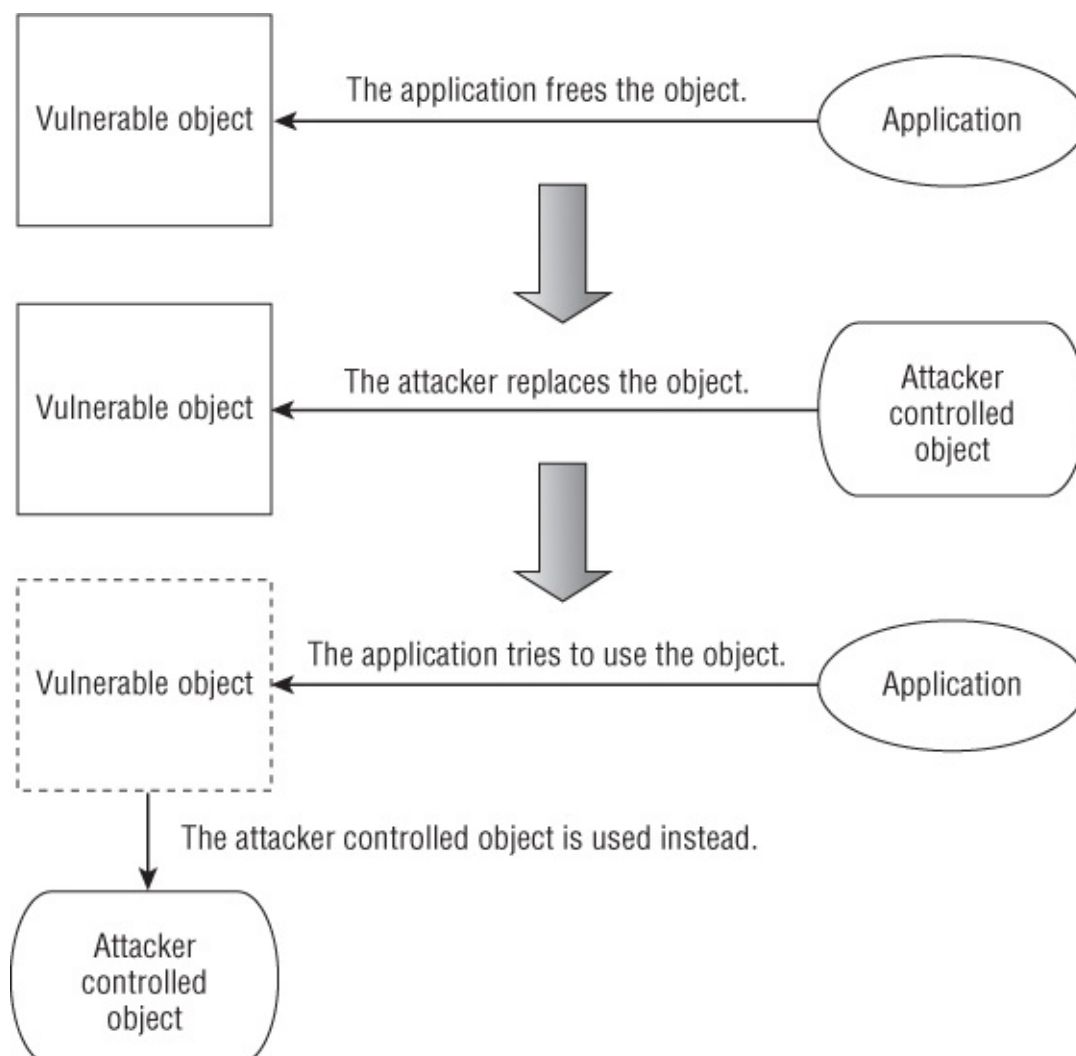 Vulnerable object
The application frees the object.
Application
Vulnerable object
The attacker replaces the object.
Attacker
controlled
object
Vulnerable object
The application tries to use the object.
Application
The attacker controlled object is used instead.
Attacker
controlled
object